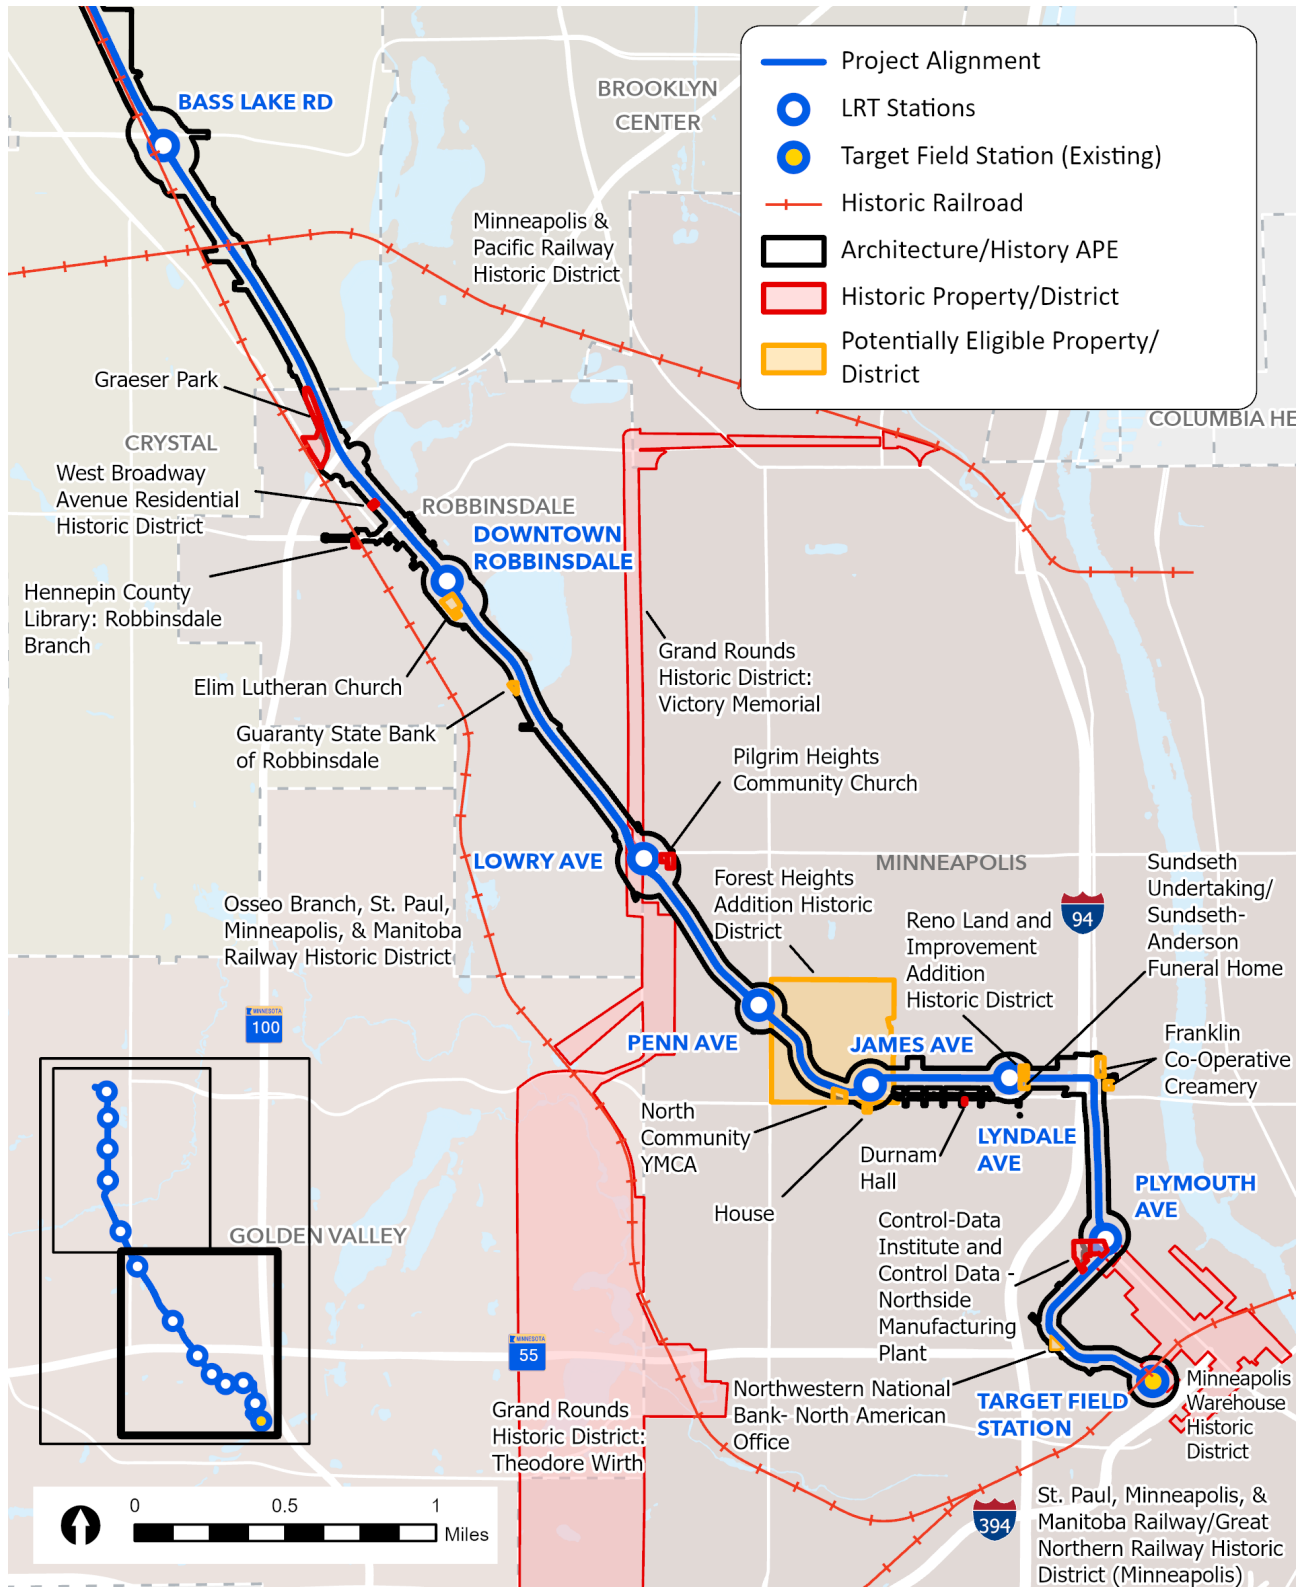 Project Alignment
LRT Stations
Target Field Station (Existing)
Historic Railroad
Architecture/History APE
Historic Property/District
Potentially Eligible Property/
District
BASS LAKE RD
BROOKLYN
CENTER
Minneapolis &
Pacific Railway
Historic District
Graeser Park
CRYSTAL
COLUMBIA HE
West Broadway
Avenue Residential
Historic District
ROBBINSDALE
DOWNTOWN
ROBBINSDALE
Hennepin County
Library: Robbinsdale
Branch
Elim Lutheran Church
Grand Rounds
Historic District:
Victory Memorial
Guaranty State Bank
of Robbinsdale
Pilgrim Heights
Community Church
LOWRY AVE
MINNEAPOLIS
Sundseth
Undertaking/
Sundseth-
Anderson
Funeral Home
Forest Heights
Addition Historic
District
Reno Land and
Improvement
Addition
Historic District
94
Osseo Branch, St. Paul,
Minneapolis, & Manitoba
Railway Historic District
MINNESOTA
100
PENN AVE
JAMES AVE
Franklin
Co-Operative
Creamery
North
Community
YMCA
Durnam
Hall
LYNDALE
AVE
House
PLYMOUTH
AVE
GOLDEN VALLEY
Control-Data
Institute and
Control Data -
Northside
Manufacturing
Plant
MINNESOTA
55
Northwestern National
Bank- North American
Office
TARGET FIELD
STATION
Minneapolis
Warehouse
Historic
District
Grand Rounds
Historic District:
Theodore Wirth
394
St. Paul, Minneapolis, &
Manitoba Railway/Great
Northern Railway Historic
District (Minneapolis)
0 0.5 1
Miles